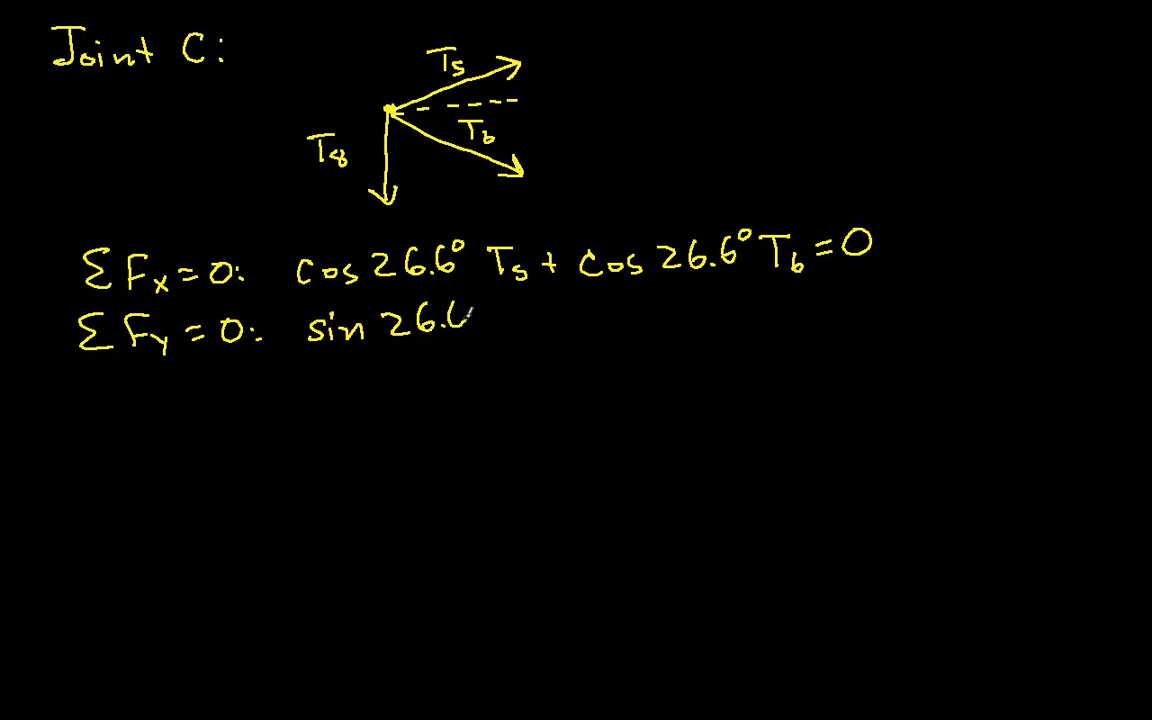 Joint C:
T5
T6
T8
ΣFx = 0: cos 26.6° T5 + cos 26.6° T6 = 0
ΣFy = 0: sin 26.6